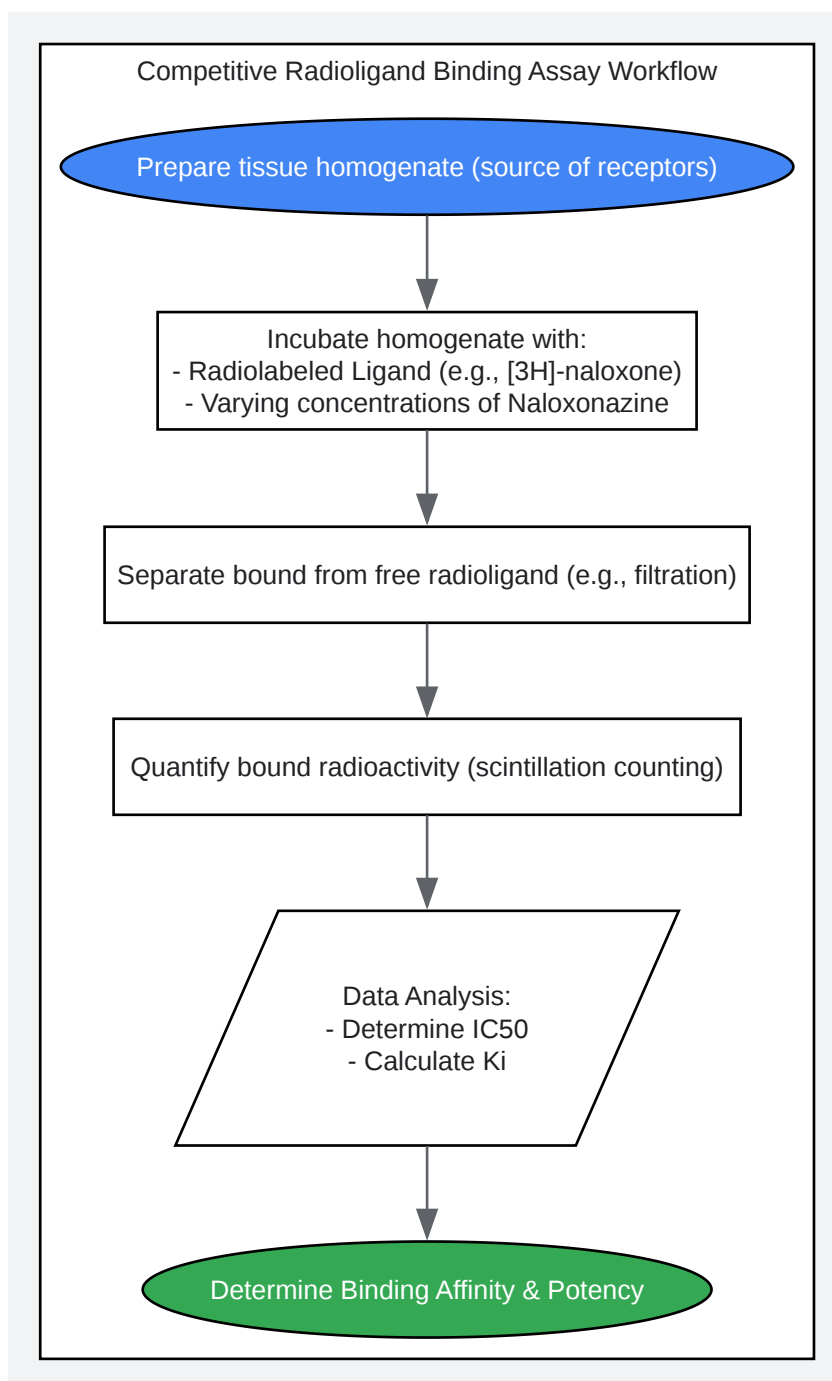 Competitive Radioligand Binding Assay Workflow
Prepare tissue homogenate (source of receptors)
Incubate homogenate with:
- Radiolabeled Ligand (e.g., [3H]-naloxone)
- Varying concentrations of Naloxonazine
Separate bound from free radioligand (e.g., filtration)
Quantify bound radioactivity (scintillation counting)
Data Analysis:
- Determine IC50
- Calculate Ki
Determine Binding Affinity & Potency